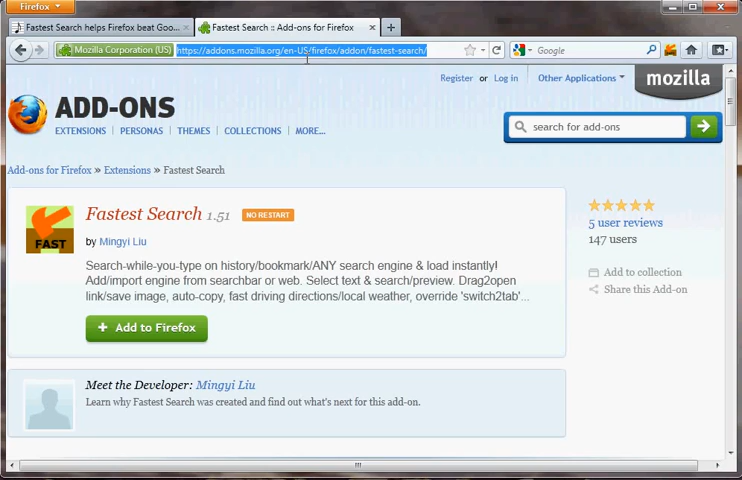 Firefox
Fastest Search helps Firefox beat Goo...
Fastest Search :: Add-ons for Firefox
Mozilla Corporation (US)
https://addons.mozilla.org/en-US/firefox/addon/fastest-search/
Google
Register or Log in
Other Applications
mozilla
ADD-ONS
EXTENSIONS
PERSONAS
THEMES
COLLECTIONS
MORE...
search for add-ons
Add-ons for Firefox » Extensions » Fastest Search
Fastest Search 1.51 NO RESTART
by Mingyi Liu
Search-while-you-type on history/bookmark/ANY search engine & load instantly!
Add/import engine from searchbar or web. Select text & search/preview. Drag2open
link/save image, auto-copy, fast driving directions/local weather, override 'switch2tab'...
+ Add to Firefox
FAST
5 user reviews
147 users
Add to collection
Share this Add-on
Meet the Developer: Mingyi Liu
Learn why Fastest Search was created and find out what's next for this add-on.